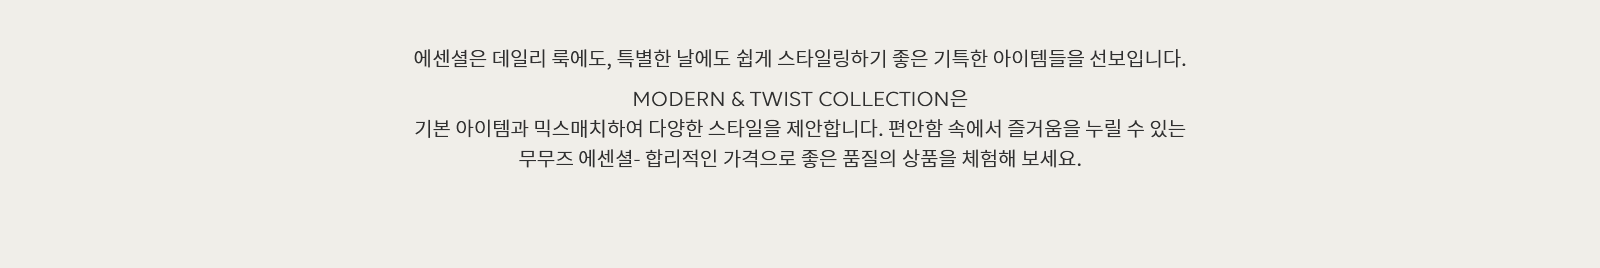 에센셜은 데일리 룩에도, 특별한 날에도 쉽게 스타일링하기 좋은 기특한 아이템들을 선보입니다.
MODERN & TWIST COLLECTION은
기본 아이템과 믹스매치하여 다양한 스타일을 제안합니다. 편안함 속에서 즐거움을 누릴 수 있는
무무즈 에센셜- 합리적인 가격으로 좋은 품질의 상품을 체험해 보세요.